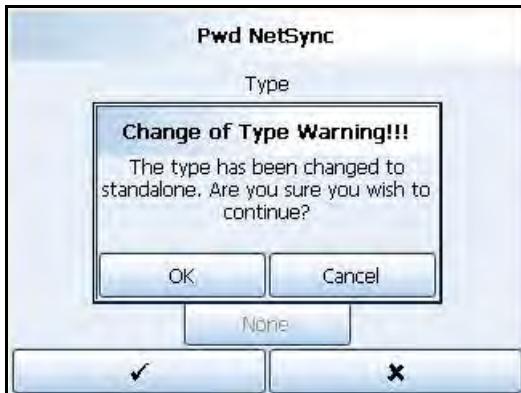 Pwd NetSync
Type
Change of Type Warning!!!
The type has been changed to
standalone. Are you sure you wish to
continue?
OK
Cancel
None